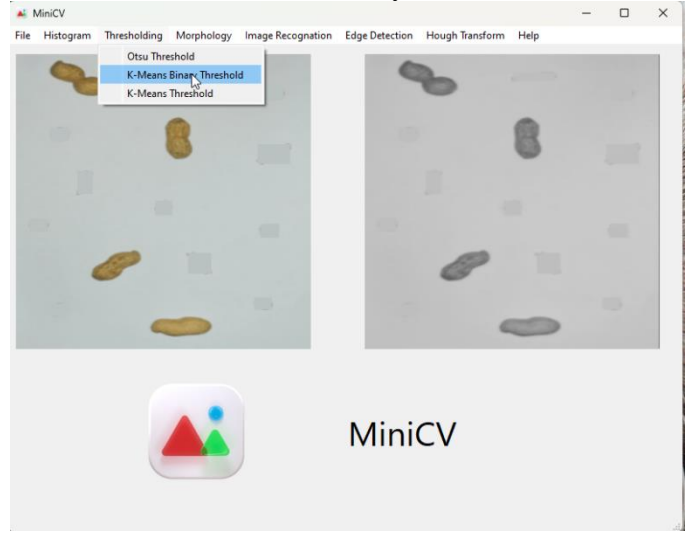 MiniCV
File Histogram Thresholding Morphology Image Recognation Edge Detection Hough Transform Help
Otsu Threshold
K-Means Binary Threshold
K-Means Threshold
MiniCV